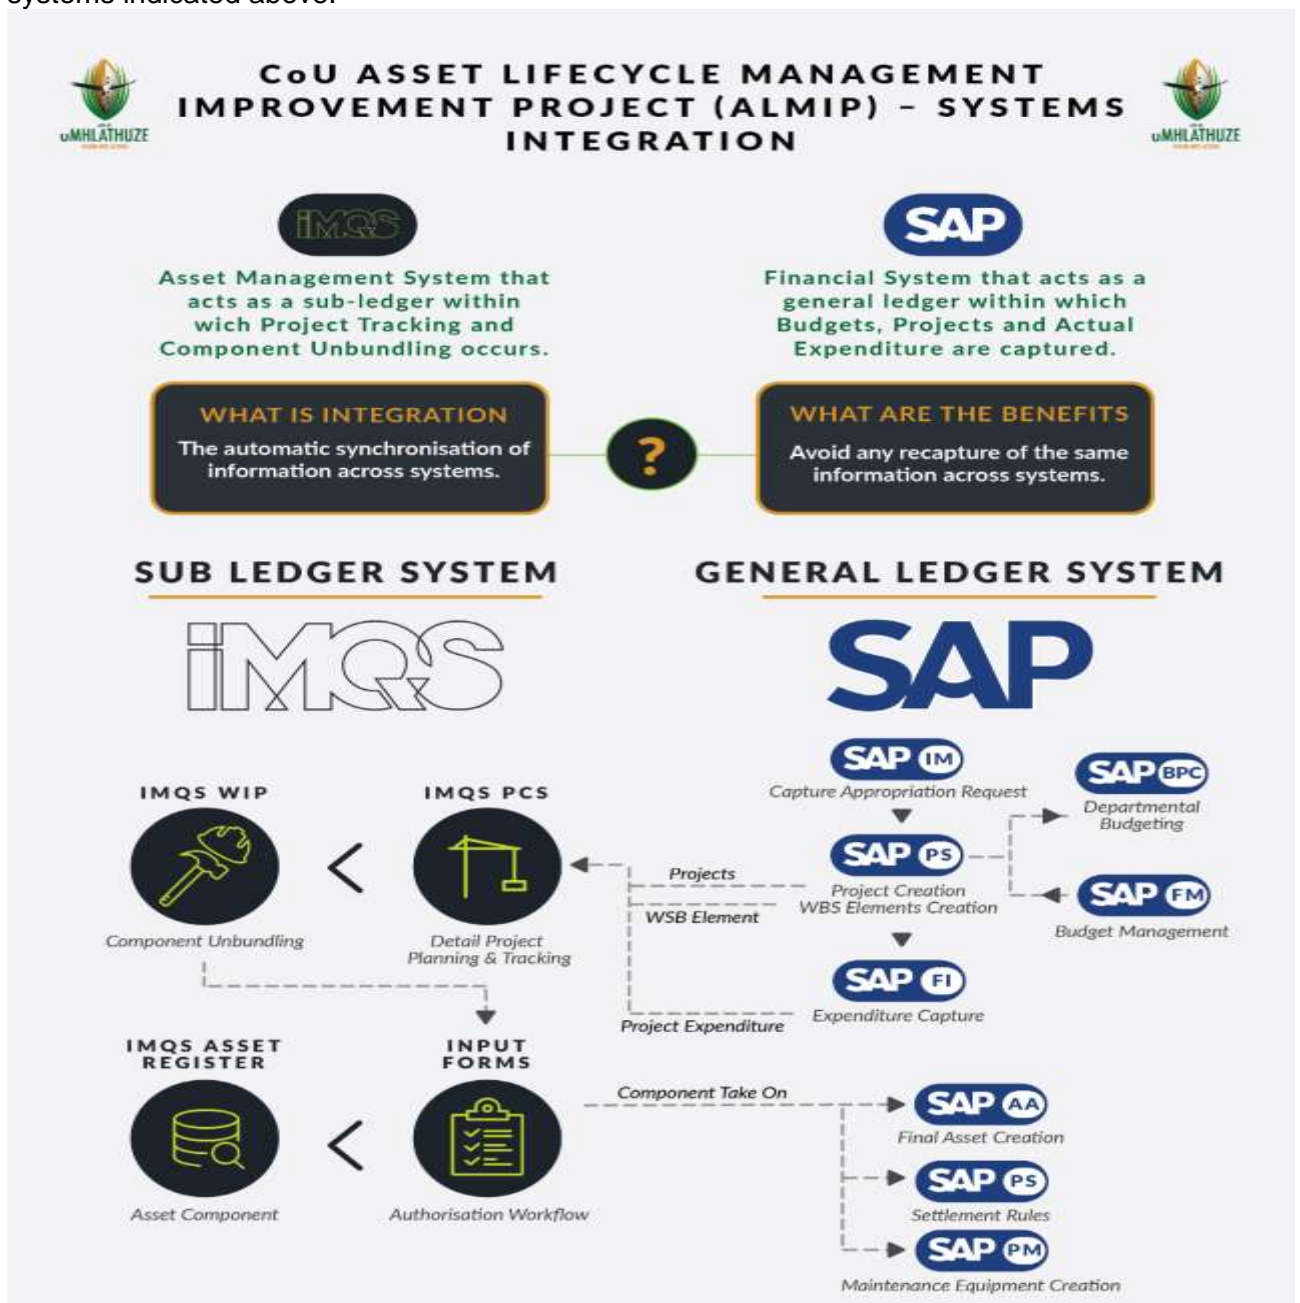 systems indicated above.
CoU ASSET LIFECYCLE MANAGEMENT
IMPROVEMENT PROJECT (ALMIP) – SYSTEMS
INTEGRATION
uMHLATHUZE
uMHLATHUZE
iMQS
SAP
Asset Management System that
acts as a sub-ledger within
wich Project Tracking and
Component Unbundling occurs.
Financial System that acts as a
general ledger within which
Budgets, Projects and Actual
Expenditure are captured.
WHAT IS INTEGRATION
The automatic synchronisation of
information across systems.
?
WHAT ARE THE BENEFITS
Avoid any recapture of the same
information across systems.
SUB LEDGER SYSTEM
GENERAL LEDGER SYSTEM
iMQS
SAP
SAP IM
Capture Appropriation Request
SAP BPC
Departmental
Budgeting
IMQS WIP
IMQS PCS
SAP PS
Project Creation
WBS Elements Creation
Projects
WSB Element
SAP FM
Budget Management
Component Unbundling
Detail Project
Planning & Tracking
SAP FI
Expenditure Capture
Project Expenditure
IMQS ASSET
REGISTER
INPUT
FORMS
Component Take On
SAP AA
Final Asset Creation
SAP PS
Settlement Rules
Asset Component
Authorisation Workflow
SAP PM
Maintenance Equipment Creation